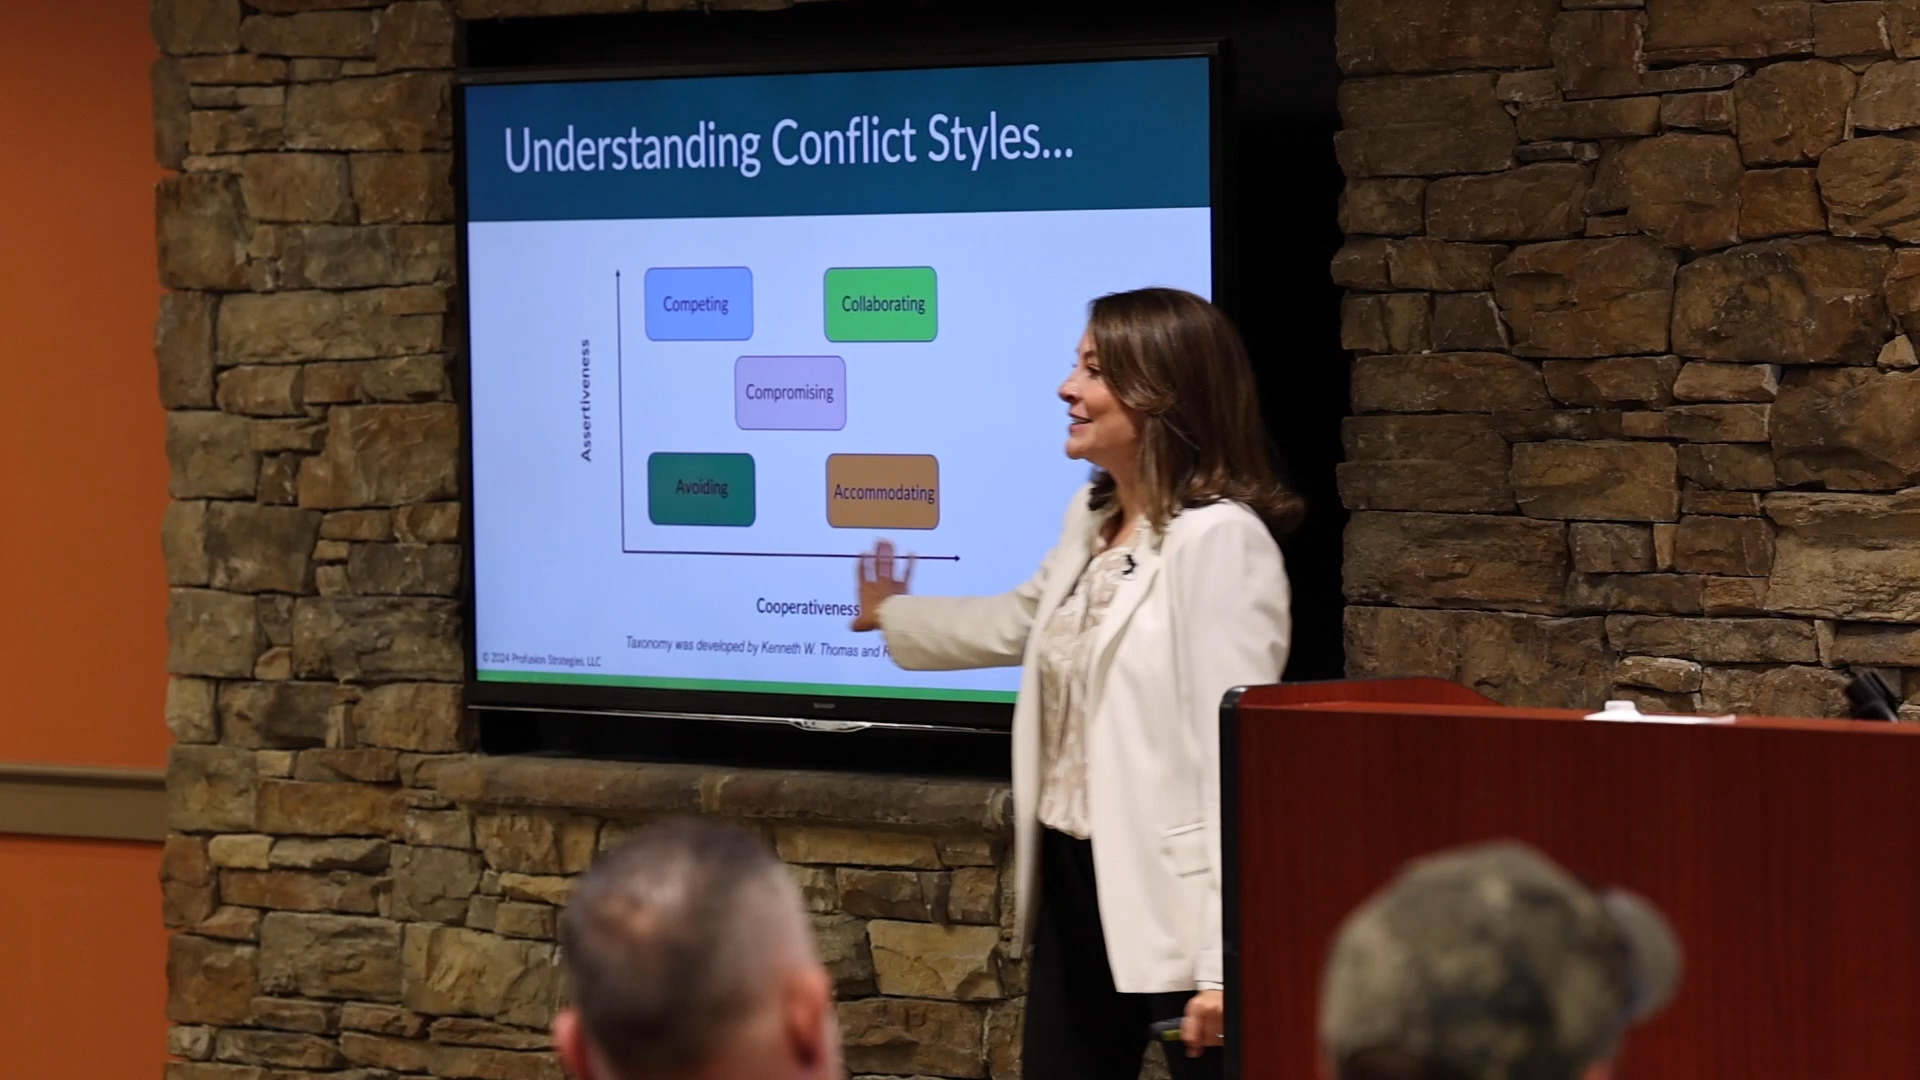 Understanding Conflict Styles...
Competing
Collaborating
Assertiveness
Compromising
Avoiding
Accommodating
Cooperativeness
Taxonomy was developed by Kenneth W. Thomas and
© 2024 Profusion Strategies, LLC
SHARP